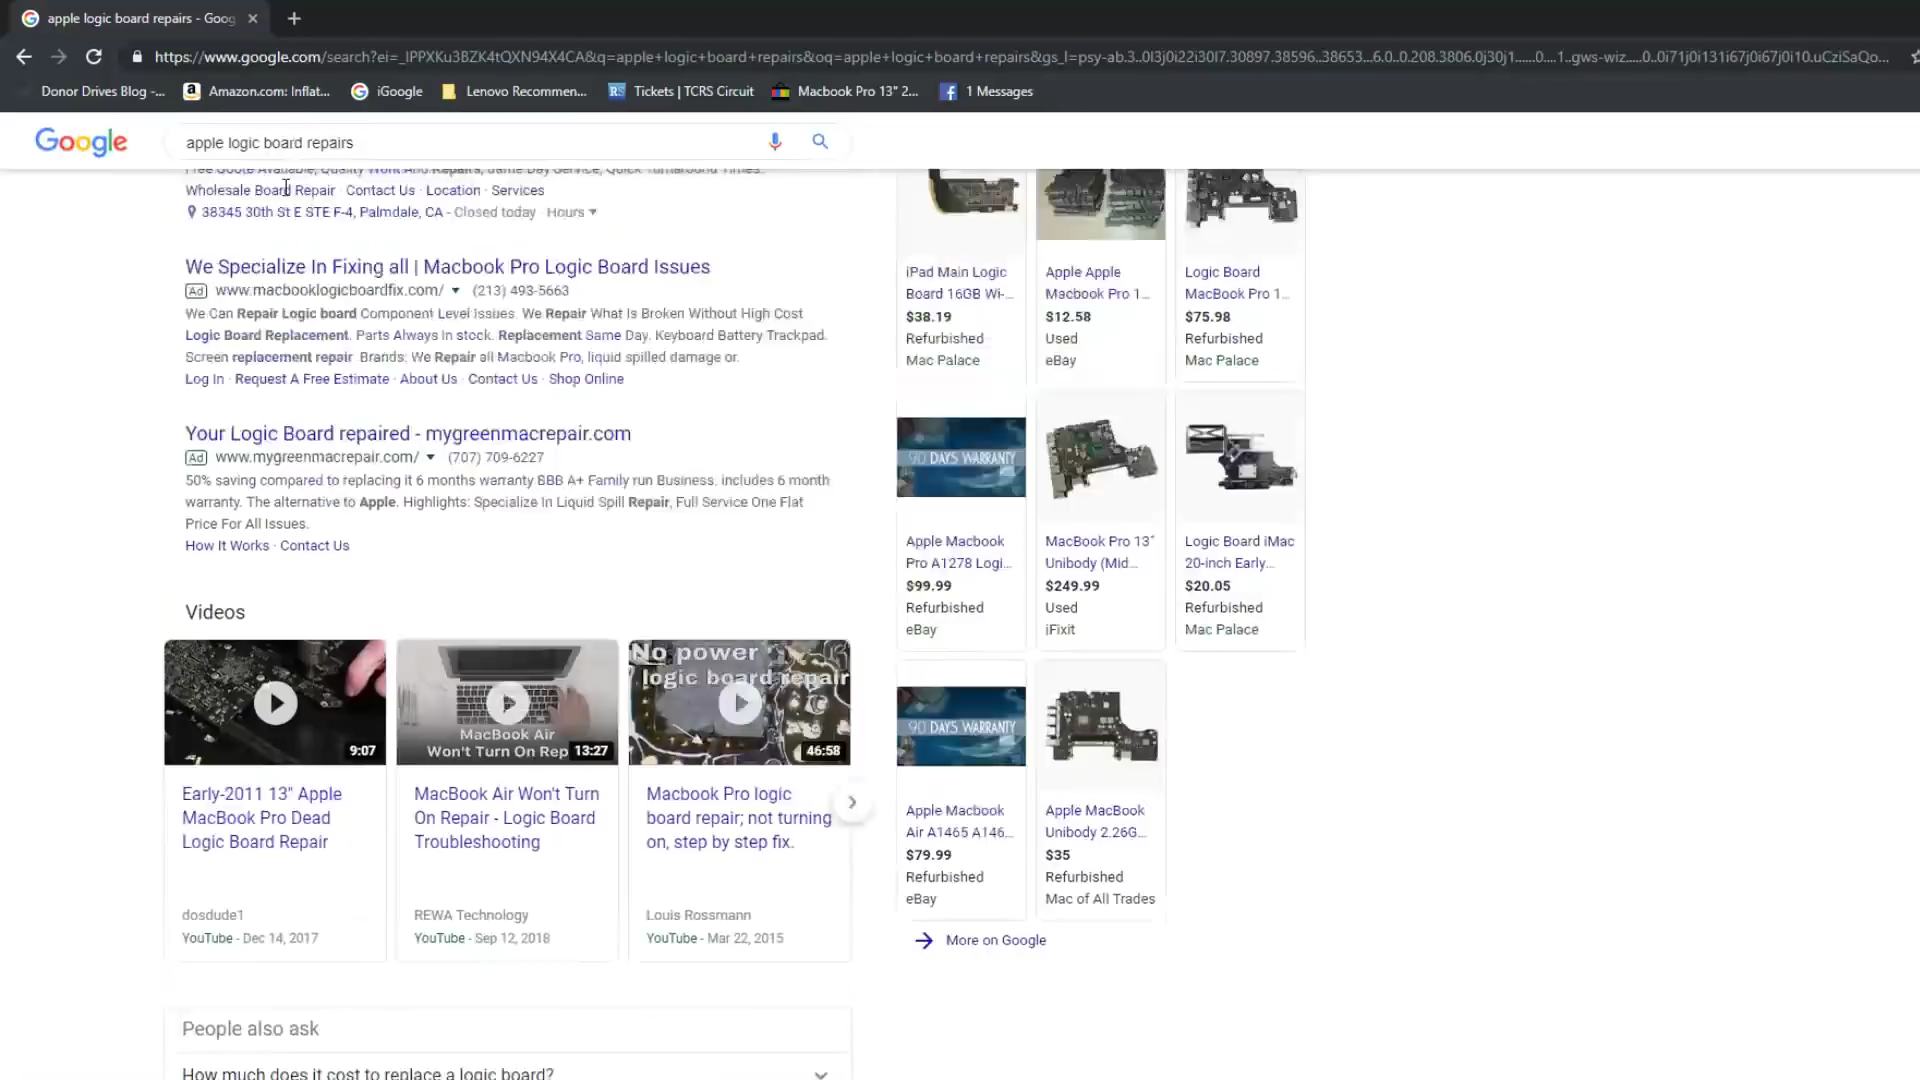 apple logic board repairs - Goog
https://www.google.com/search?ei=_IPPXKu3BZK4tQXN94X4CA&q=apple+logic+board+repairs&oq=apple+logic+board+repairs&gs_l=psy-ab.3..0l3j0i22i30l7.30897.38596..38653...6.0..0.208.3806.0j30j1......0....1..gws-wiz.....0..0i71j0i131i67j0i67j0i10.uCziSaQo...
Donor Drives Blog -...
Amazon.com: Inflat...
iGoogle
Lenovo Recommen...
Tickets | TCRS Circuit
Macbook Pro 13" 2...
1 Messages
Google
apple logic board repairs
Free Quote Available, Quality Work And Repairs, Same Day Service, Quick Turnaround Times.
Wholesale Board Repair · Contact Us · Location · Services
38345 30th St E STE F-4, Palmdale, CA - Closed today · Hours ▾
We Specialize In Fixing all | Macbook Pro Logic Board Issues
Ad www.macbooklogicboardfix.com/ ▾ (213) 493-5663
We Can Repair Logic board Component Level Issues. We Repair What Is Broken Without High Cost
Logic Board Replacement. Parts Always In stock. Replacement Same Day. Keyboard Battery Trackpad.
Screen replacement repair. Brands: We Repair all Macbook Pro, liquid spilled damage or.
Log In · Request A Free Estimate · About Us · Contact Us · Shop Online
Your Logic Board repaired - mygreenmacrepair.com
Ad www.mygreenmacrepair.com/ ▾ (707) 709-6227
50% saving compared to replacing it 6 months warranty BBB A+ Family run Business. includes 6 month
warranty. The alternative to Apple. Highlights: Specialize In Liquid Spill Repair, Full Service One Flat
Price For All Issues.
How It Works · Contact Us
Videos
9:07
Early-2011 13" Apple
MacBook Pro Dead
Logic Board Repair
dosdude1
YouTube - Dec 14, 2017
MacBook Air
Won't Turn On Rep
13:27
MacBook Air Won't Turn
On Repair - Logic Board
Troubleshooting
REWA Technology
YouTube - Sep 12, 2018
No power
logic board repair
46:58
Macbook Pro logic
board repair; not turning
on, step by step fix.
Louis Rossmann
YouTube - Mar 22, 2015
People also ask
How much does it cost to replace a logic board?
iPad Main Logic
Board 16GB Wi-...
$38.19
Refurbished
Mac Palace
Apple Apple
Macbook Pro 1...
$12.58
Used
eBay
Logic Board
MacBook Pro 1...
$75.98
Refurbished
Mac Palace
90 DAYS WARRANTY
Apple Macbook
Pro A1278 Logi...
$99.99
Refurbished
eBay
MacBook Pro 13"
Unibody (Mid...
$249.99
Used
iFixit
Logic Board iMac
20-inch Early...
$20.05
Refurbished
Mac Palace
90 DAYS WARRANTY
Apple Macbook
Air A1465 A146...
$79.99
Refurbished
eBay
Apple MacBook
Unibody 2.26G...
$35
Refurbished
Mac of All Trades
More on Google